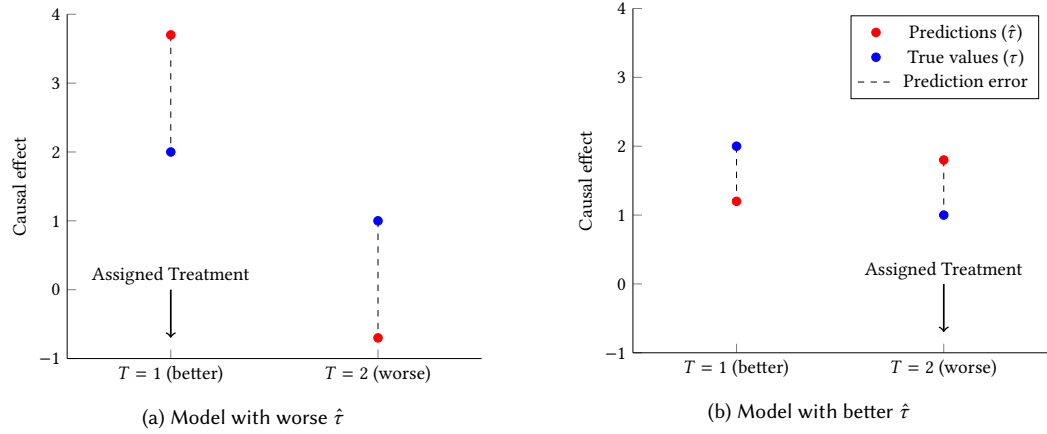 4
3
2
1
0
−1
Causal effect
Assigned Treatment
T = 1 (better)
T = 2 (worse)
(a) Model with worse τ̂
4
3
2
1
0
−1
Causal effect
Predictions (τ̂)
True values (τ)
Prediction error
Assigned Treatment
T = 1 (better)
T = 2 (worse)
(b) Model with better τ̂